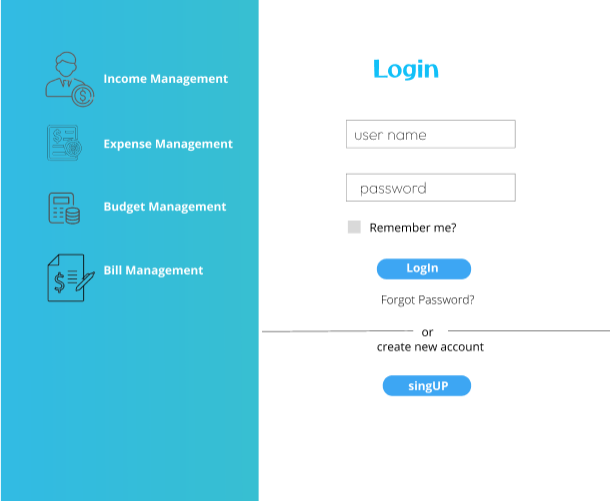 Income Management
Expense Management
Budget Management
Bill Management
Login
user name
password
Remember me?
LogIn
Forgot Password?
or
create new account
singUP